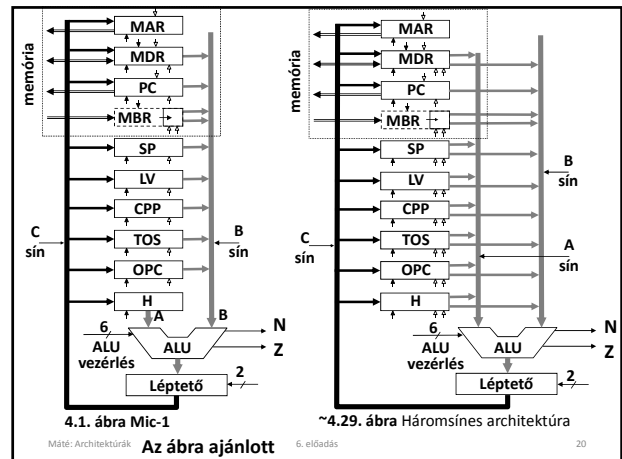 memória
MAR
MDR
PC
MBR
SP
LV
CPP
TOS
OPC
H
C
sín
B
sín
A
B
6
ALU
vezérlés
ALU
N
Z
Léptető
2
4.1. ábra Mic-1
memória
MAR
MDR
PC
MBR
SP
LV
CPP
TOS
OPC
H
C
sín
B
sín
A
sín
6
ALU
vezérlés
ALU
N
Z
Léptető
2
~4.29. ábra Háromsínes architektúra
Máté: Architektúrák
Az ábra ajánlott
6. előadás
20